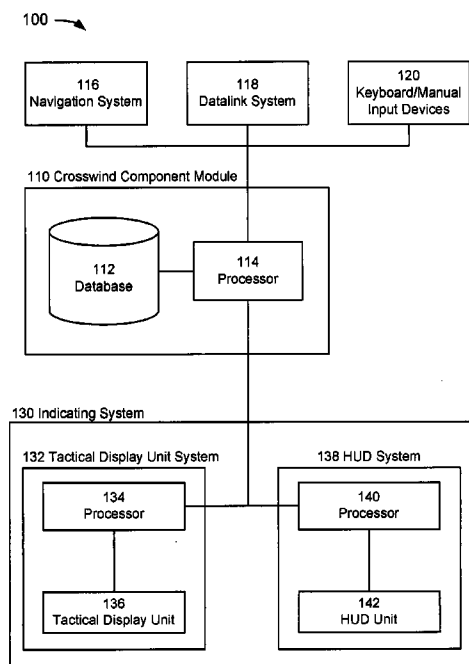 100
116
Navigation System
118
Datalink System
120
Keyboard/Manual
Input Devices
110 Crosswind Component Module
112
Database
114
Processor
130 Indicating System
132 Tactical Display Unit System
134
Processor
136
Tactical Display Unit
138 HUD System
140
Processor
142
HUD Unit